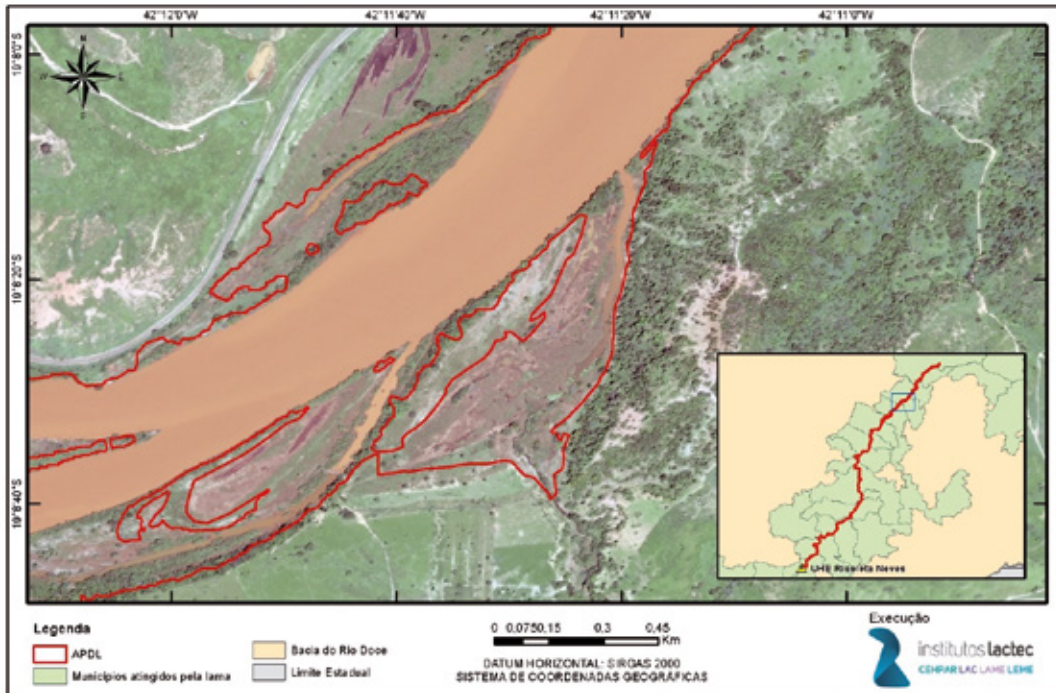 42°12'0"O 42°11'40"O 42°11'20"O 42°11'0"O
19°8'20"S
19°8'40"S
UHE Risoleta Neves
Legenda
APDL
Municípios atingidos pela lama
Bacia do Rio Doce
Limite Estadual
0 0,075 0,15 0,3 0,45
Km
DATUM HORIZONTAL: SIRGAS 2000
SISTEMA DE COORDENADAS GEOGRÁFICAS
Execução
institutos lactec
CEHPAR LAC LAME LEME